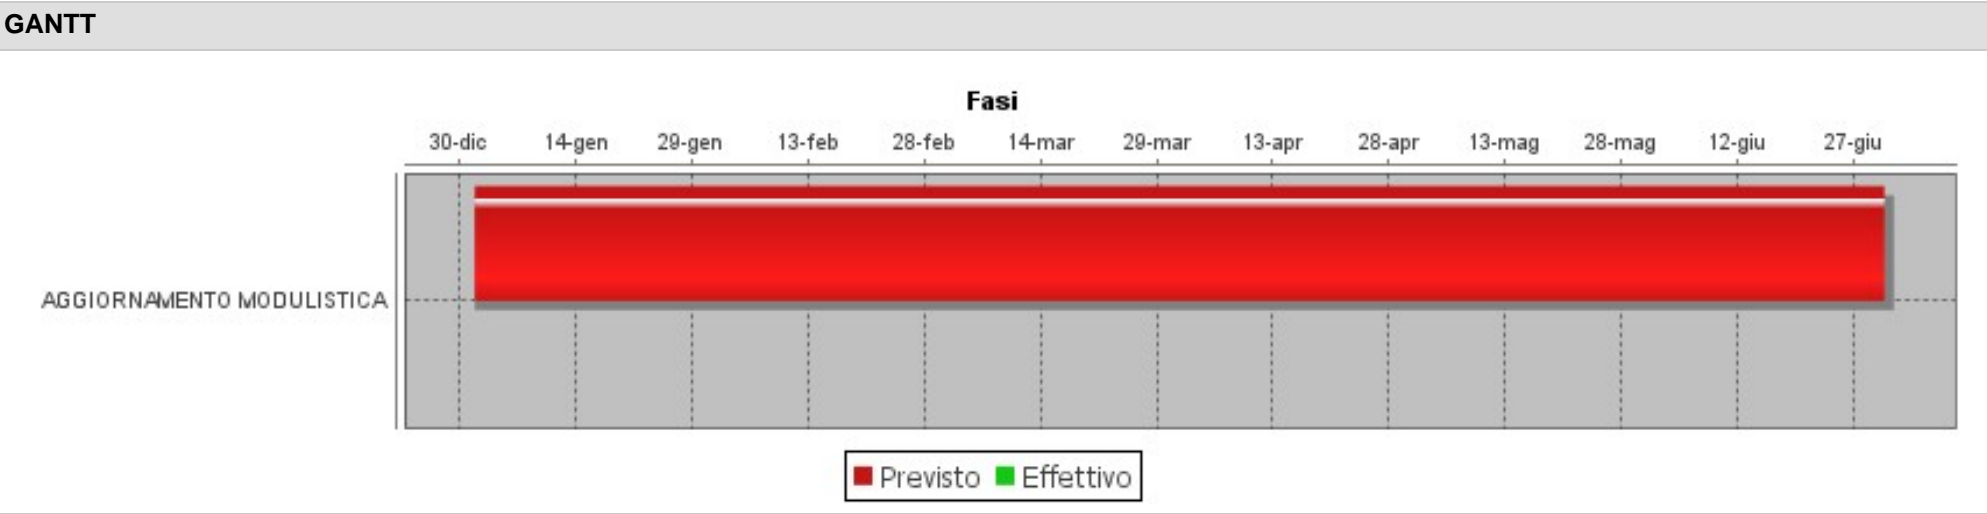 GANTT
Fasi
30-dic 14-gen 29-gen 13-feb 28-feb 14-mar 29-mar 13-apr 28-apr 13-mag 28-mag 12-giu 27-giu
AGGIORNAMENTO MODULISTICA
Previsto Effettivo